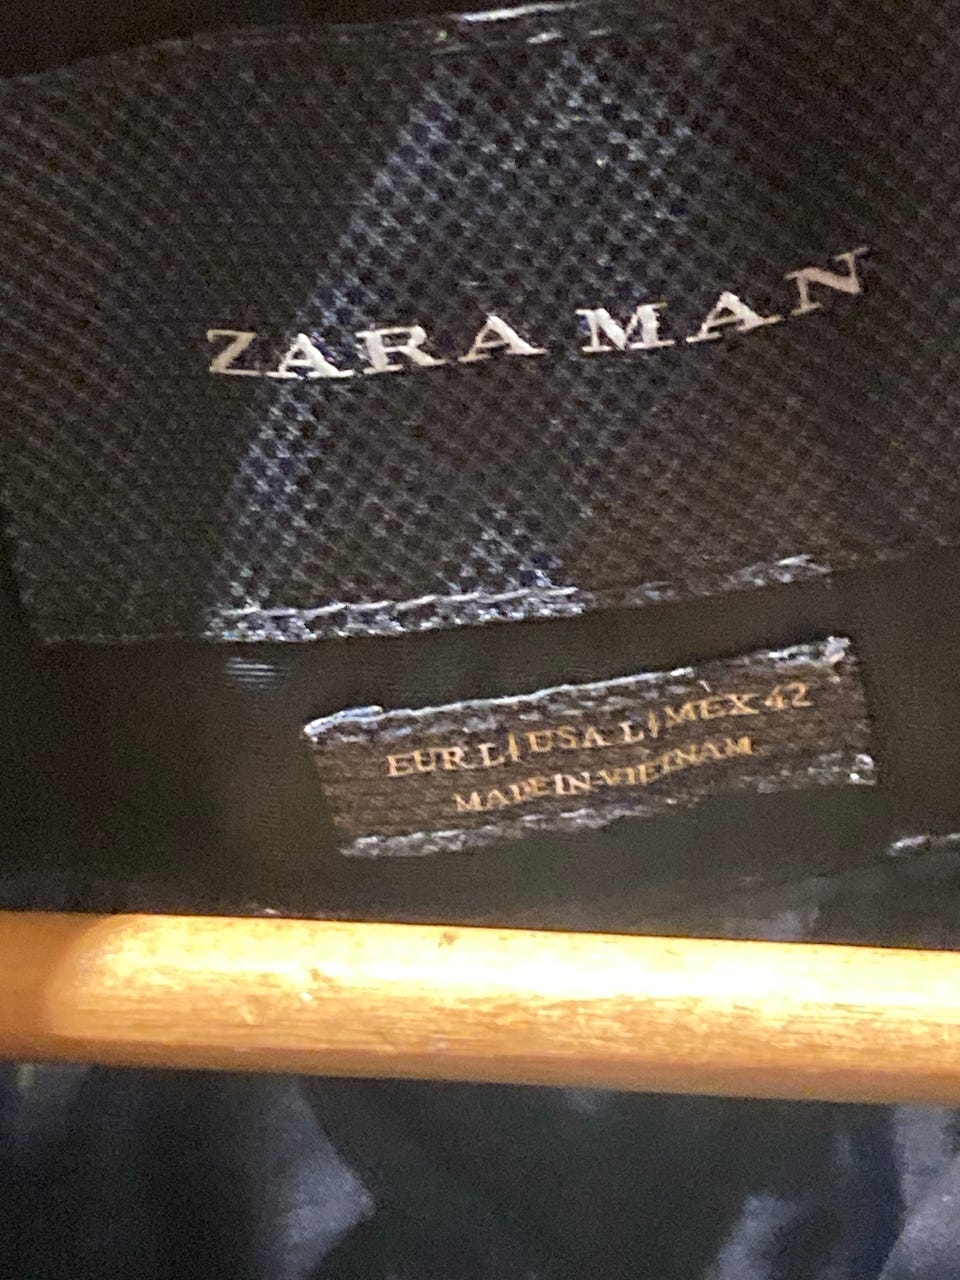 ZARA MAN
EUR L | USA L | MEX 42
MADE IN VIETNAM